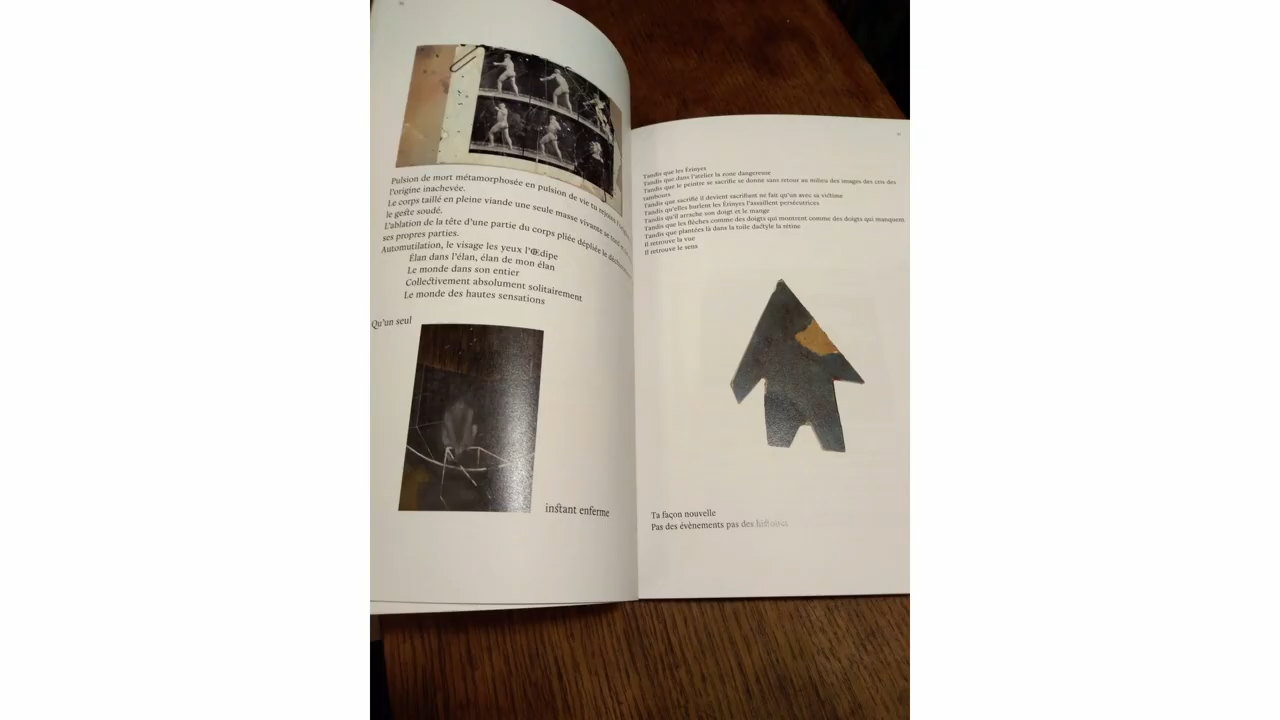 Pulsion de mort métamorphosée en pulsion de vie tu rejoins
l'origine inachevée.
Le corps taillé en pleine viande une seule masse vivante se
le geste soudé.
L'ablation de la tête d'une partie du corps pliée dépliée le
ses propres parties.
Automutilation, le visage les yeux l'Œdipe
Élan dans l'élan, élan de mon élan
Le monde dans son entier
Collectivement absolument solitairement
Le monde des hautes sensations
Qu'un seul
instant enferme
Tandis que les Érinyes
Tandis que dans l'atelier la zone dangereuse
Tandis que le peintre se sacrifie se donne sans retour au milieu des images des cris des
tambours
Tandis que sacrifié il devient sacrifiant ne fait qu'un avec sa victime
Tandis qu'elles hurlent les Érinyes l'assaillent persécutrices
Tandis qu'il arrache son doigt et le mange
Tandis que les flèches comme des doigts qui montrent comme des doigts qui manquent
Tandis que plantées là dans la toile dactyle la rétine
Il retrouve la vue
Il retrouve le sens
Ta façon nouvelle
Pas des évènements pas des histoires